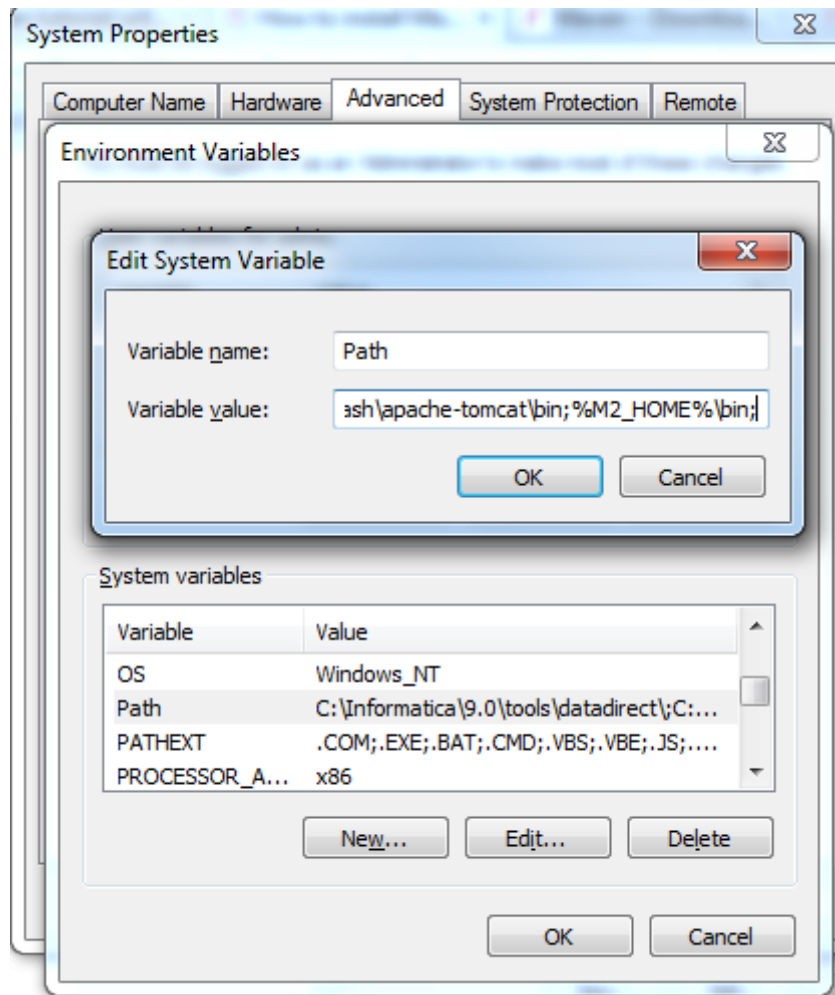 System Properties
Computer Name Hardware Advanced System Protection Remote
Environment Variables
Edit System Variable
Variable name: Path
Variable value: ash\apache-tomcat\bin;%M2_HOME%\bin;
OK Cancel
System variables
Variable Value
OS Windows_NT
Path C:\Informatica\9.0\tools\datadirect\;C:...
PATHEXT .COM;.EXE;.BAT;.CMD;.VBS;.VBE;.JS;....
PROCESSOR_A... x86
New... Edit... Delete
OK Cancel